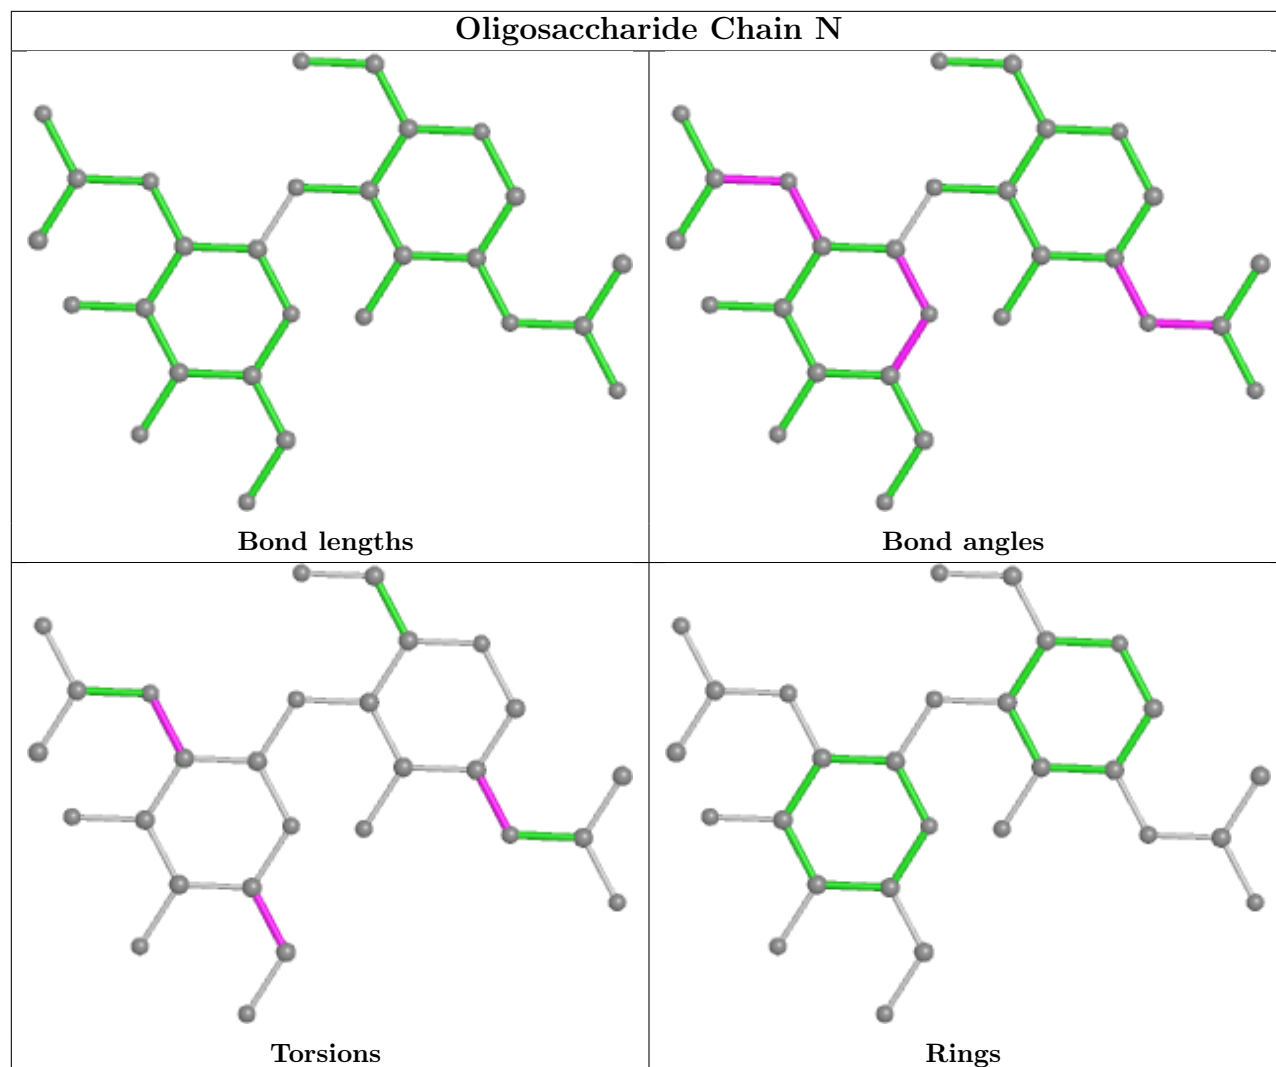 Oligosaccharide Chain N
Bond lengths
Bond angles
Torsions
Rings